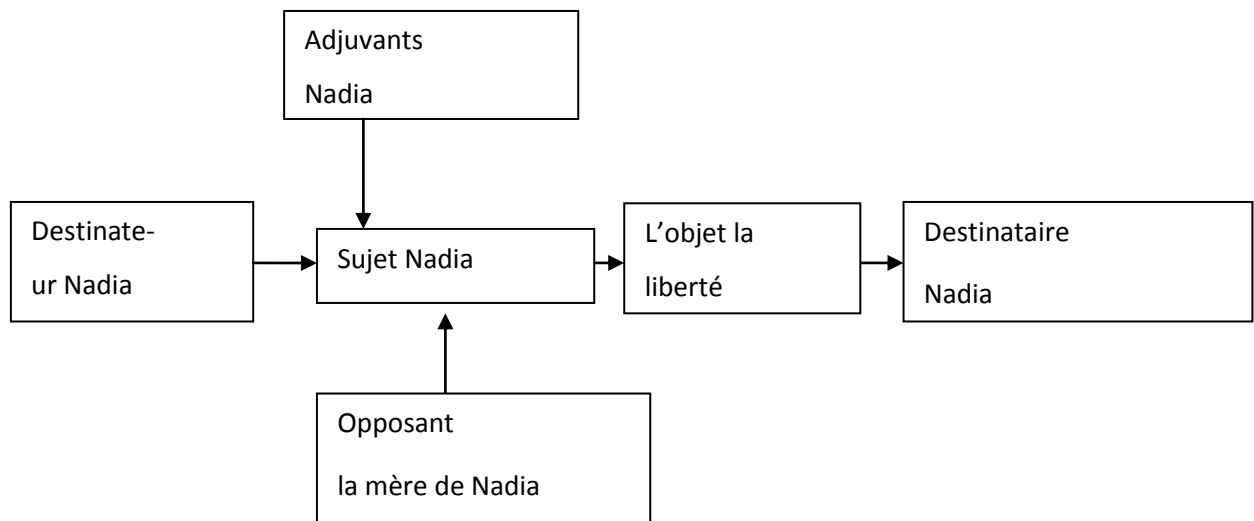 Adjuvants
Nadia
Destinate-
ur Nadia
Sujet Nadia
L’objet la
liberté
Destinataire
Nadia
Opposant
la mère de Nadia